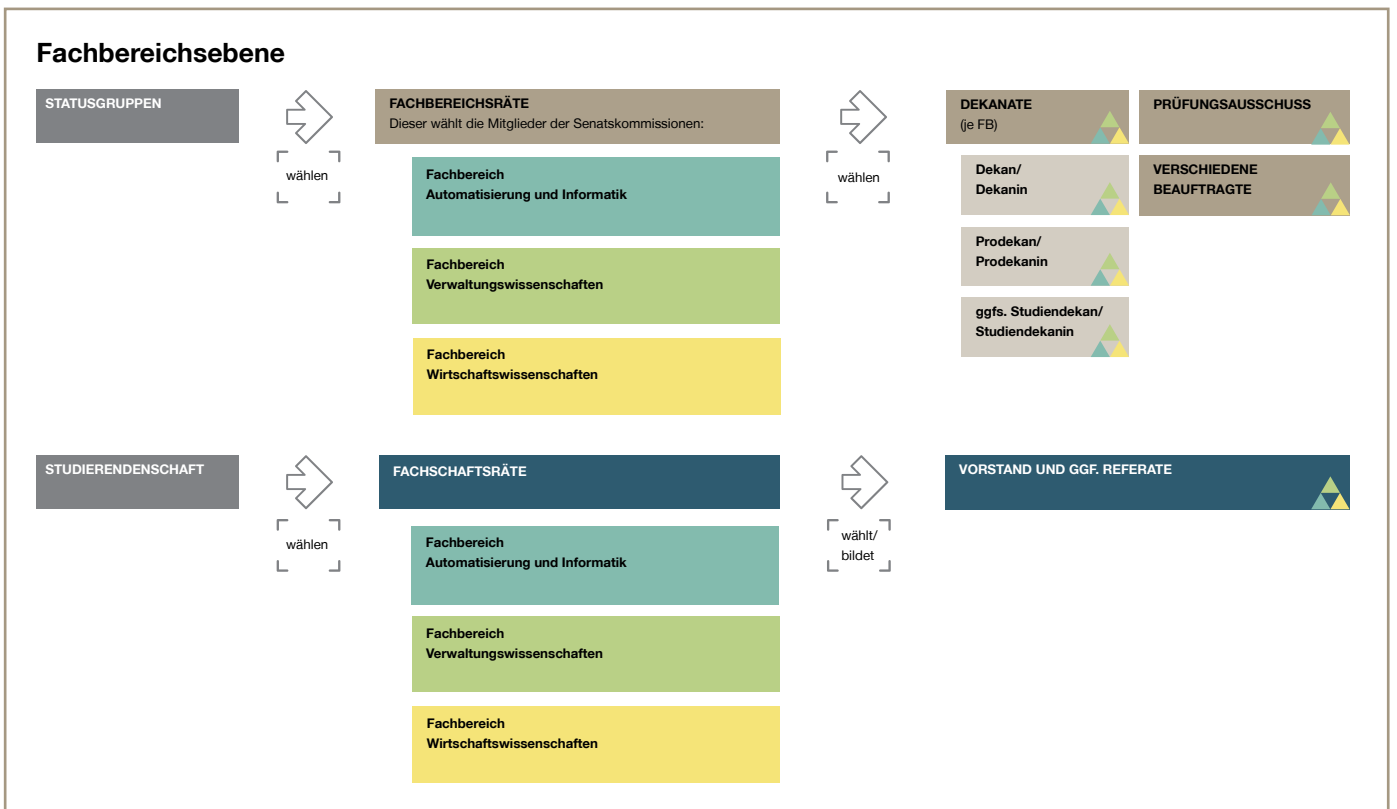 Fachbereichsebene
STATUSGRUPPEN
wählen
FACHBEREICHSRÄTE
Dieser wählt die Mitglieder der Senatskommissionen:
Fachbereich
Automatisierung und Informatik
Fachbereich
Verwaltungswissenschaften
Fachbereich
Wirtschaftswissenschaften
wählen
DEKANATE
(je FB)
Dekan/
Dekanin
Prodekan/
Prodekanin
ggfs. Studiendekan/
Studiendekanin
PRÜFUNGSAUSSCHUSS
VERSCHIEDENE
BEAUFTRAGTE
STUDIERENDENSCHAFT
wählen
FACHSCHAFTSRÄTE
Fachbereich
Automatisierung und Informatik
Fachbereich
Verwaltungswissenschaften
Fachbereich
Wirtschaftswissenschaften
wählt/
bildet
VORSTAND UND GGF. REFERATE